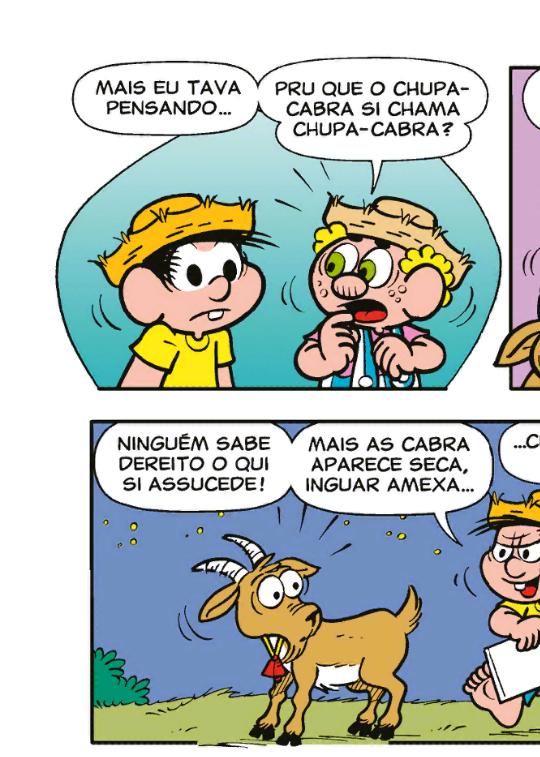 MAIS EU TAVA
PENSANDO...
PRU QUE O CHUPA-
CABRA SI CHAMA
CHUPA-CABRA?
NINGUÉM SABE
DEREITO O QUI
SI ASSUCEDE!
MAIS AS CABRA
APARECE SECA,
INGUAR AMEXA...